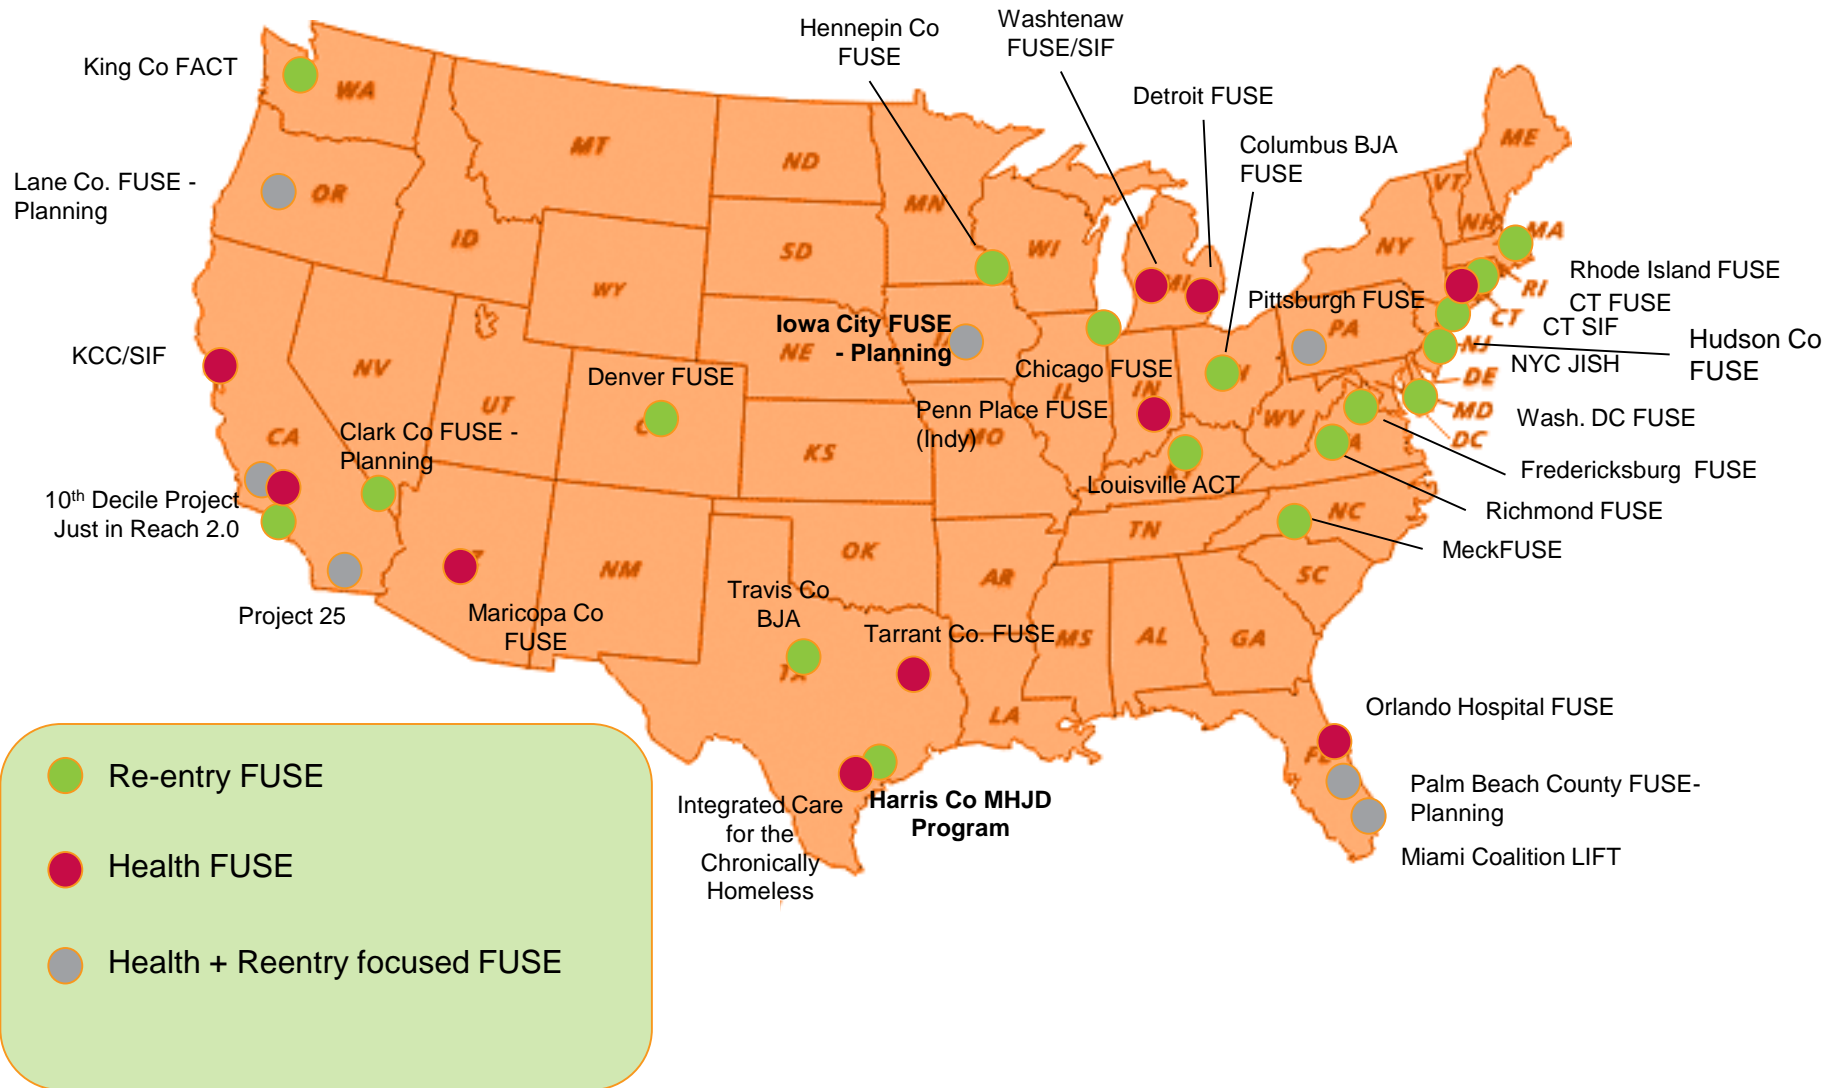 Hennepin Co
FUSE
Washtenaw
FUSE/SIF
King Co FACT
Detroit FUSE
Columbus BJA
FUSE
Lane Co. FUSE -
Planning
WA
MT
ND
ME
OR
MN
VT
NH
MA
ID
SD
WI
NY
WY
MI
Rhode Island FUSE
RI
CT FUSE
Pittsburgh FUSE
CT
CT SIF
PA
Iowa City FUSE
- Planning
NJ
Hudson Co
FUSE
NYC JISH
KCC/SIF
NV
NE
Denver FUSE
Chicago FUSE
DE
IL
IN
UT
Penn Place FUSE
(Indy)
MD
Wash. DC FUSE
WV
DC
CA
Clark Co FUSE -
Planning
KS
MO
Fredericksburg  FUSE
Louisville ACT
10th Decile Project
Just in Reach 2.0
Richmond FUSE
NC
TN
MeckFUSE
OK
NM
AR
SC
Project 25
Maricopa Co
FUSE
Travis Co
BJA
Tarrant Co. FUSE
MS
AL
GA
TX
LA
Orlando Hospital FUSE
FL
Re-entry FUSE
Palm Beach County FUSE-
Planning
Integrated Care
for the
Chronically
Homeless
Harris Co MHJD
Program
Miami Coalition LIFT
Health FUSE
Health + Reentry focused FUSE